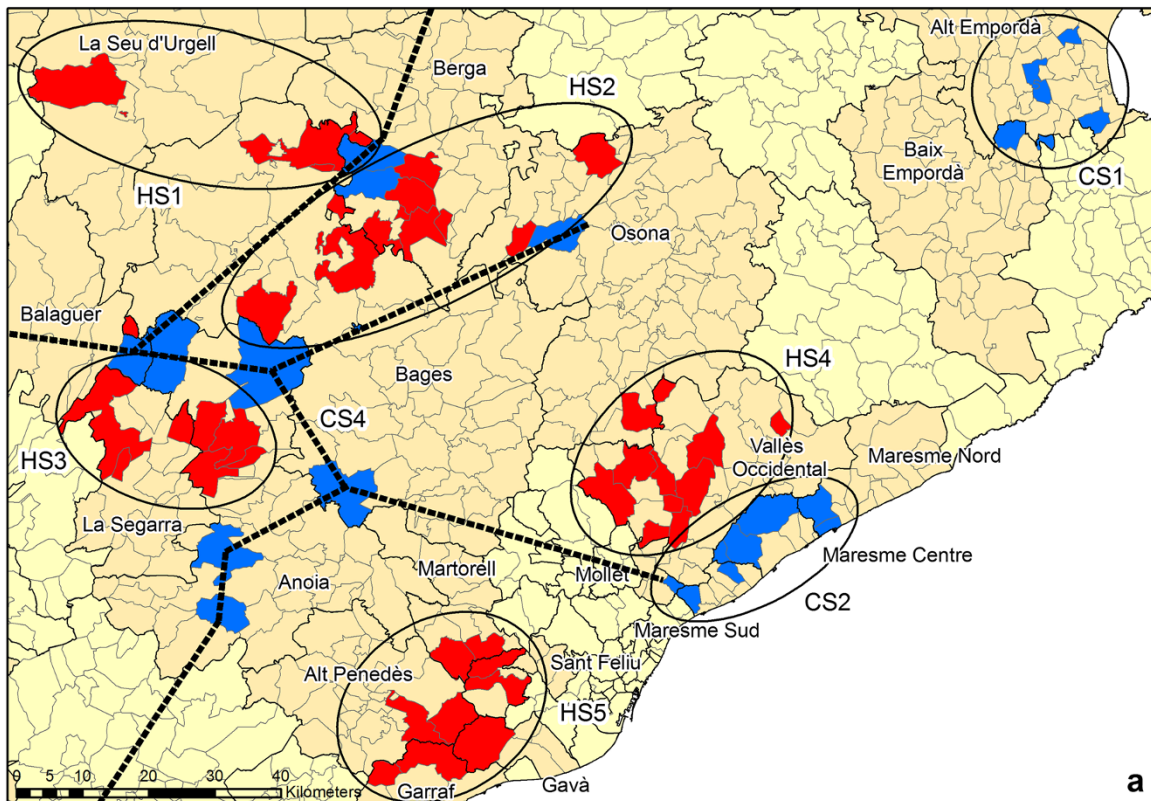 La Seu d'Urgell
Berga
HS2
Alt Empordà
Baix
Empordà
CS1
HS1
Osona
Balaguer
Bages
HS4
CS4
Vallès
Occidental
Maresme Nord
HS3
La Segarra
Anoia
Martorell
Mollet
Maresme Centre
CS2
Maresme Sud
Alt Penedès
Sant Feliu
HS5
Gavà
Garraf
0 5 10 20 30 40
Kilometers
a